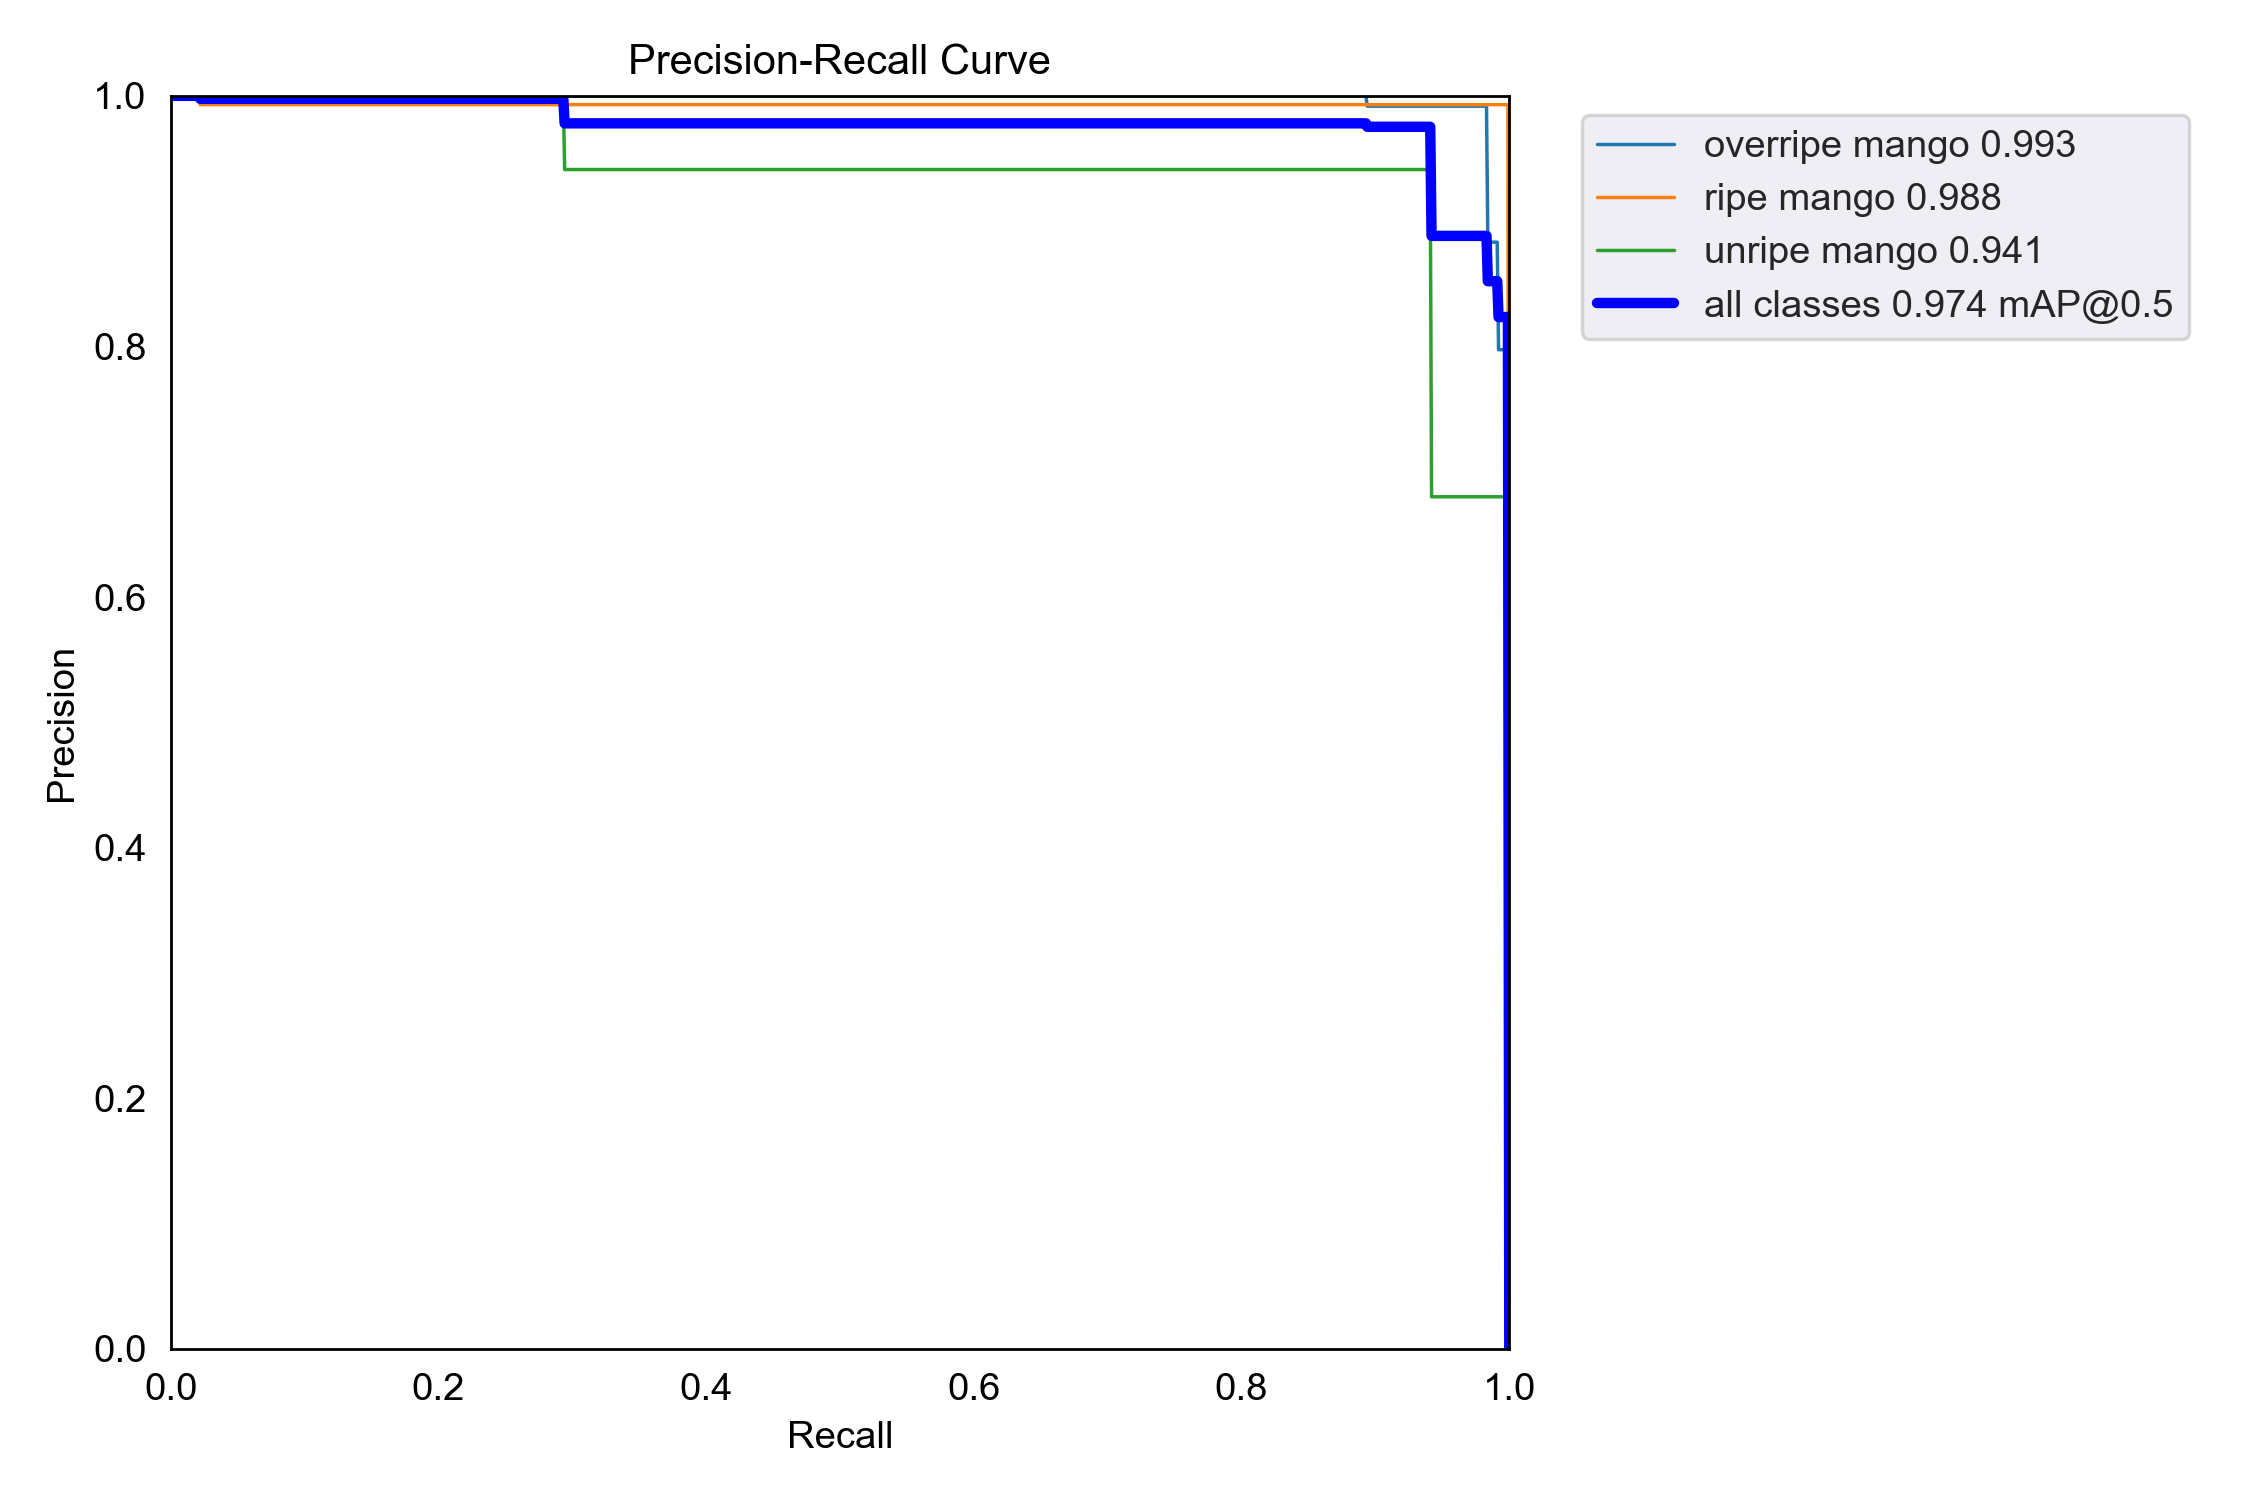 Precision-Recall Curve
1.0
0.8
0.6
0.4
0.2
0.0
Precision
0.0 0.2 0.4 0.6 0.8 1.0
Recall
overripe mango 0.993
ripe mango 0.988
unripe mango 0.941
all classes 0.974 mAP@0.5